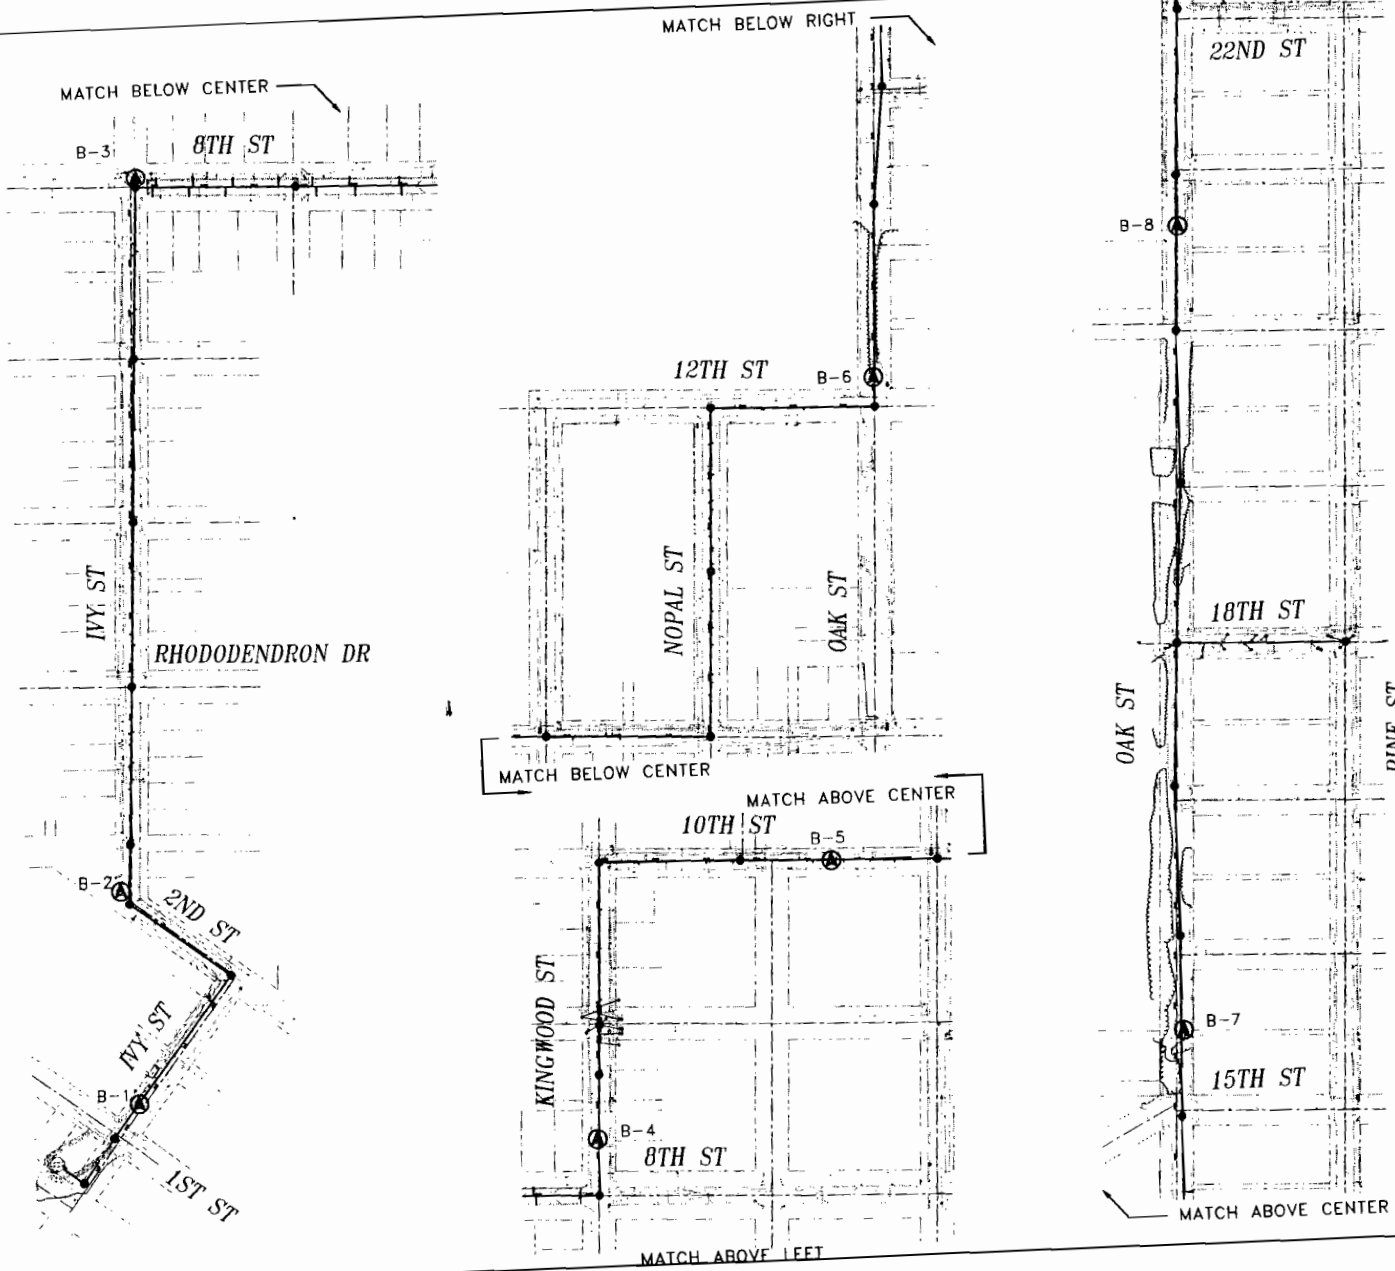 MATCH BELOW CENTER
B-3
8TH ST
IVY ST
RHODODENDRON DR
B-2
2ND ST
IVY ST
B-1
1ST ST
MATCH BELOW RIGHT
12TH ST
B-6
NOPAL ST
OAK ST
MATCH BELOW CENTER
MATCH ABOVE CENTER
10TH ST
B-5
KINGWOOD ST
B-4
8TH ST
MATCH ABOVE LEFT
22ND ST
B-8
18TH ST
OAK ST
PINE ST
B-7
15TH ST
MATCH ABOVE CENTER